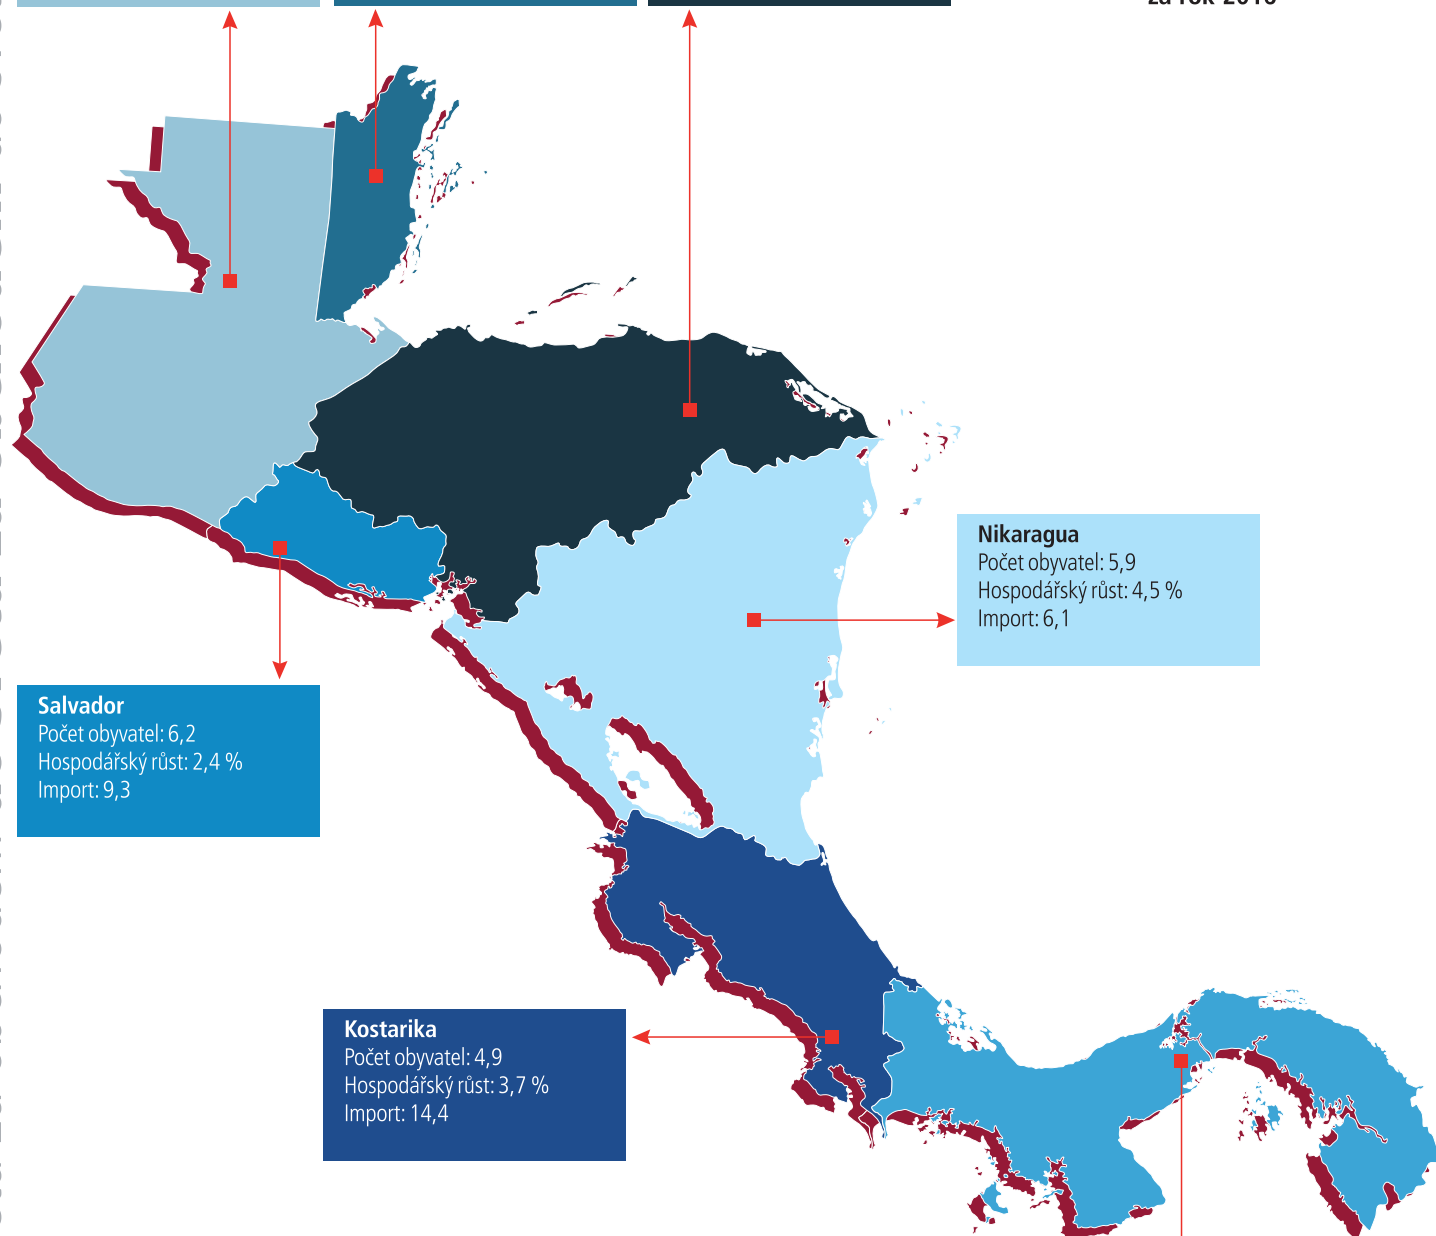 Nikaragua
Počet obyvatel: 5,9
Hospodářský růst: 4,5 %
Import: 6,1
Salvador
Počet obyvatel: 6,2
Hospodářský růst: 2,4 %
Import: 9,3
Kostarika
Počet obyvatel: 4,9
Hospodářský růst: 3,7 %
Import: 14,4